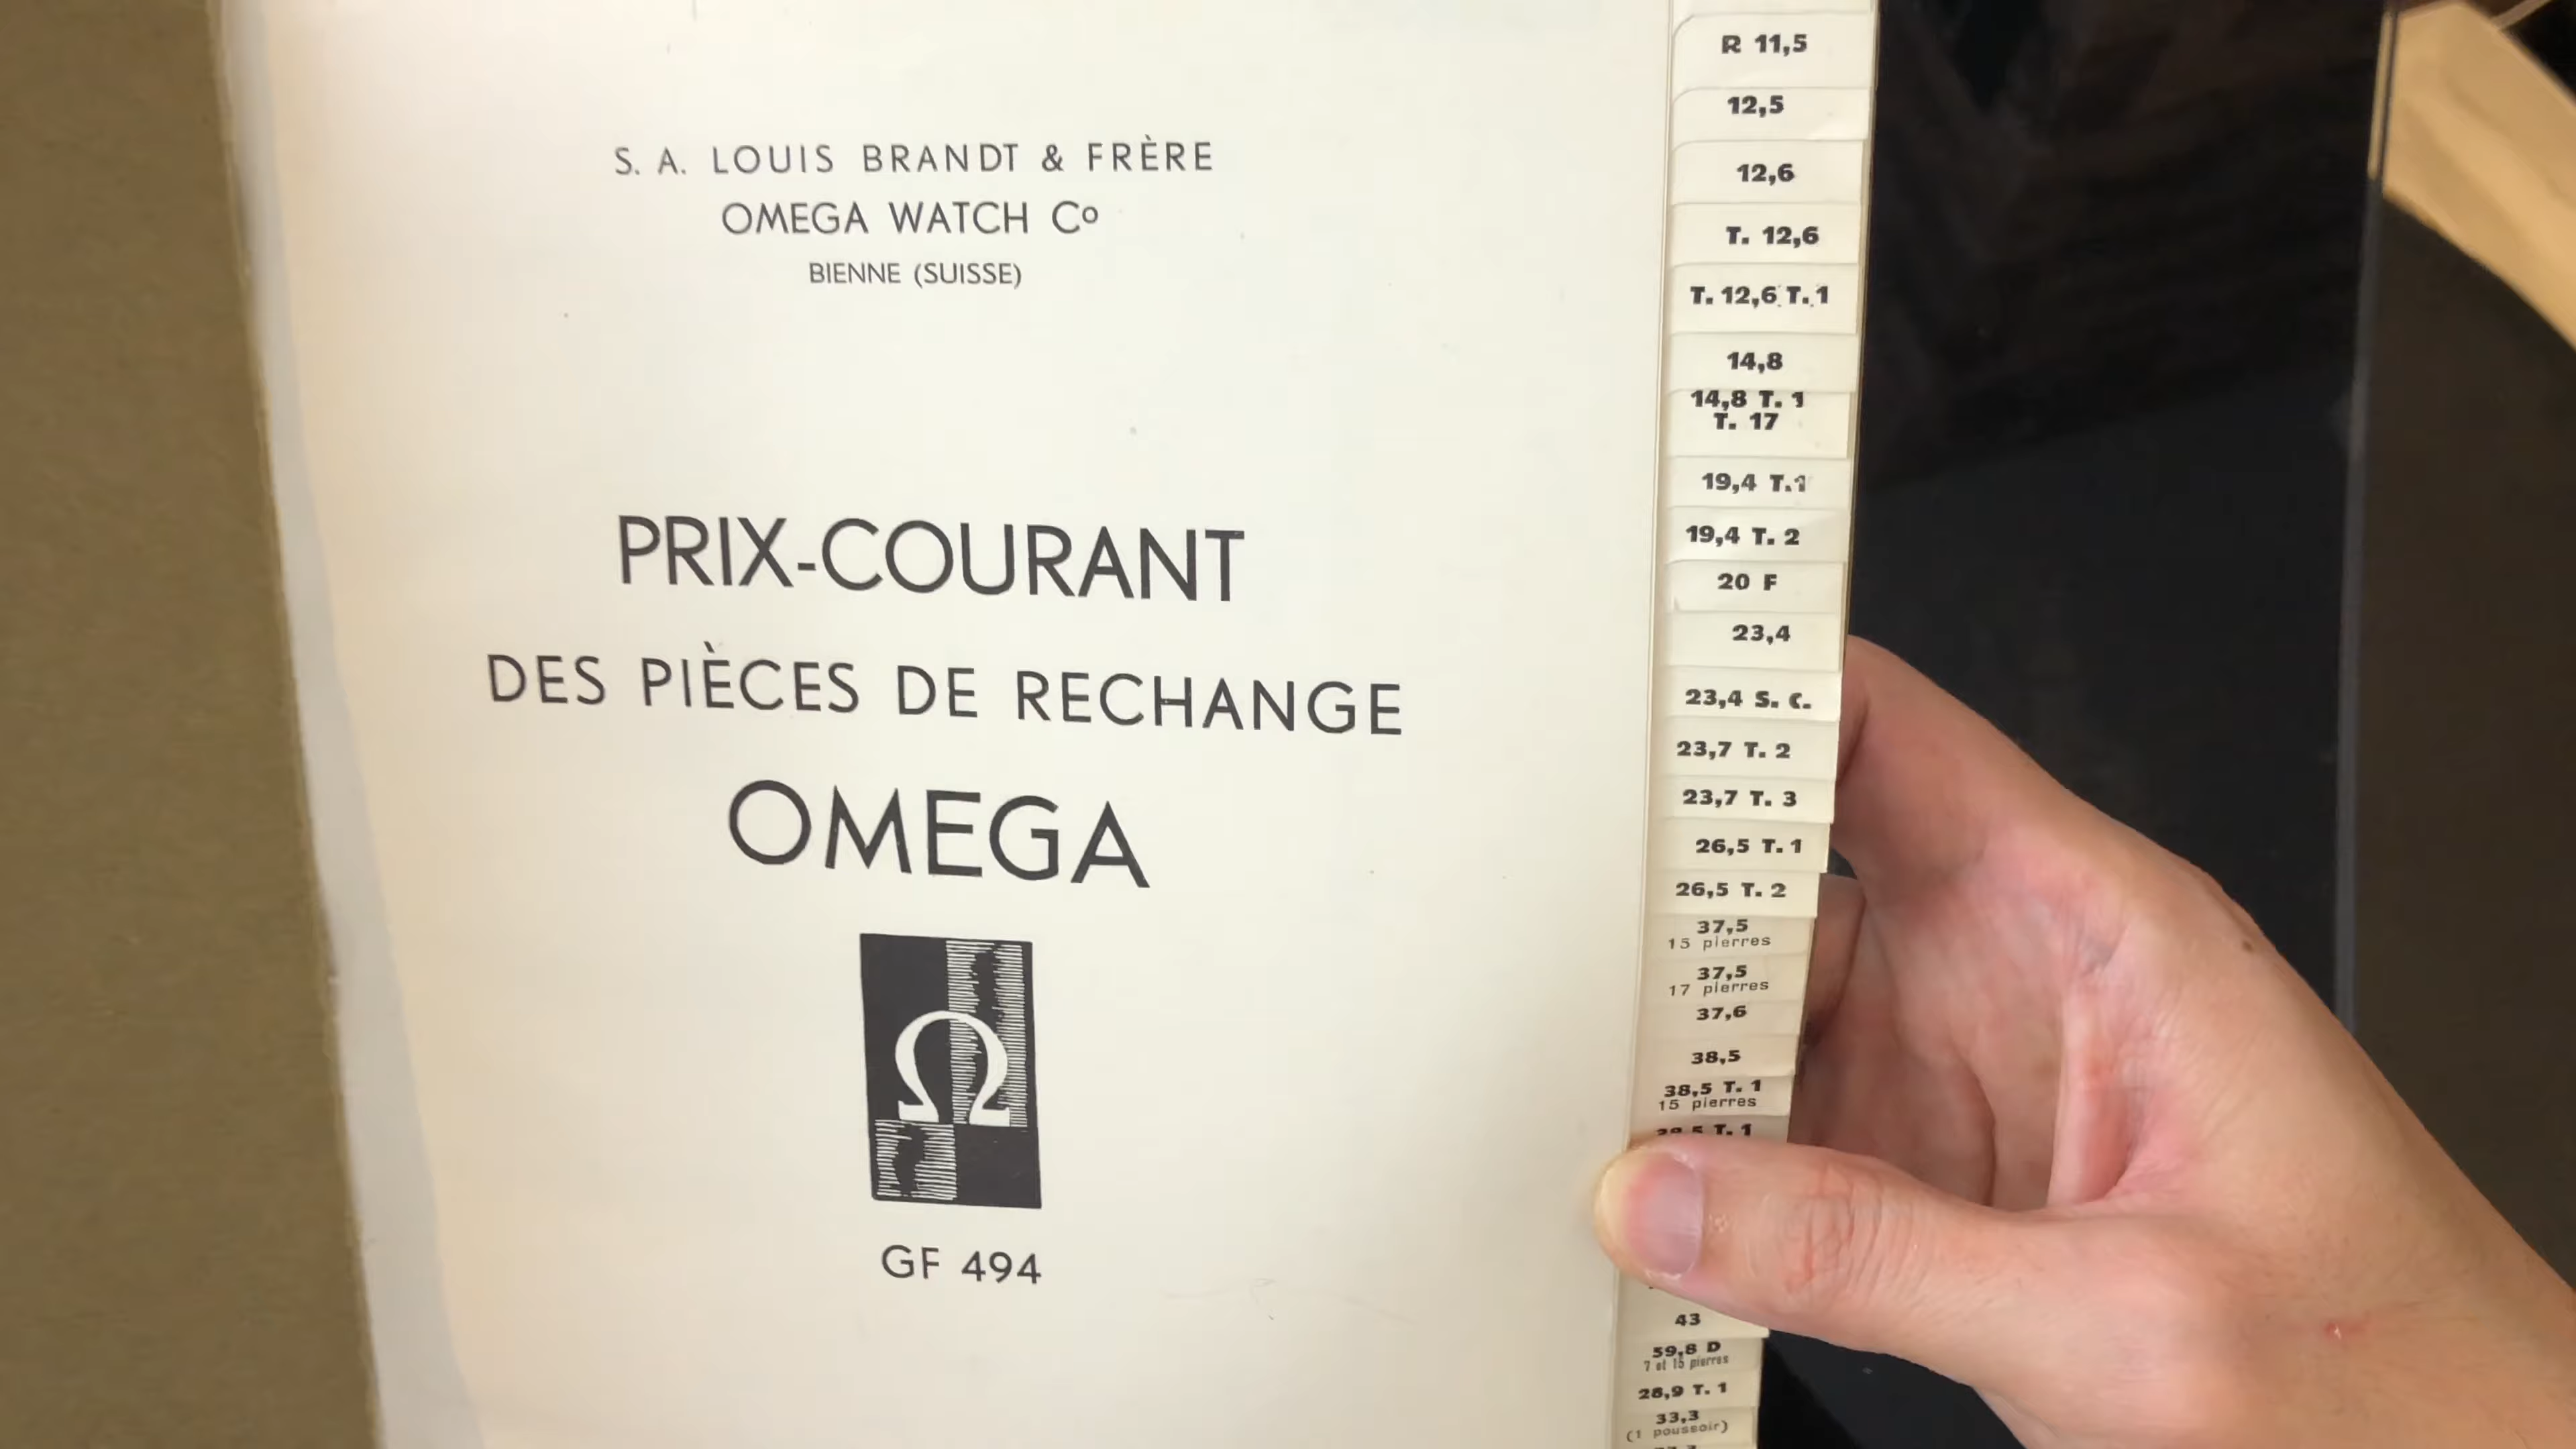 S. A. LOUIS BRANDT & FRÈRE
OMEGA WATCH Co
BIENNE (SUISSE)
PRIX-COURANT
DES PIÈCES DE RECHANGE
OMEGA
Ω
GF 494
R 11,5
12,5
12,6
T. 12,6
T. 12,6 T. 1
14,8
14,8 T. 1
T. 17
19,4 T.1
19,4 T. 2
20 F
23,4
23,4 S. C.
23,7 T. 2
23,7 T. 3
26,5 T. 1
26,5 T. 2
37,5
15 pierres
37,5
17 pierres
37,6
38,5
38,5 T. 1
15 pierres
T. 1
43
59,8 D
7 et 15 pierres
28,9 T. 1
33,3
(1 poussoir)